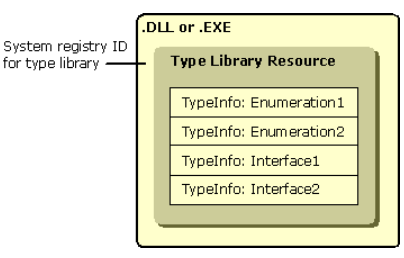 .DLL or .EXE
System registry ID
for type library
Type Library Resource
TypeInfo: Enumeration1
TypeInfo: Enumeration2
TypeInfo: Interface1
TypeInfo: Interface2